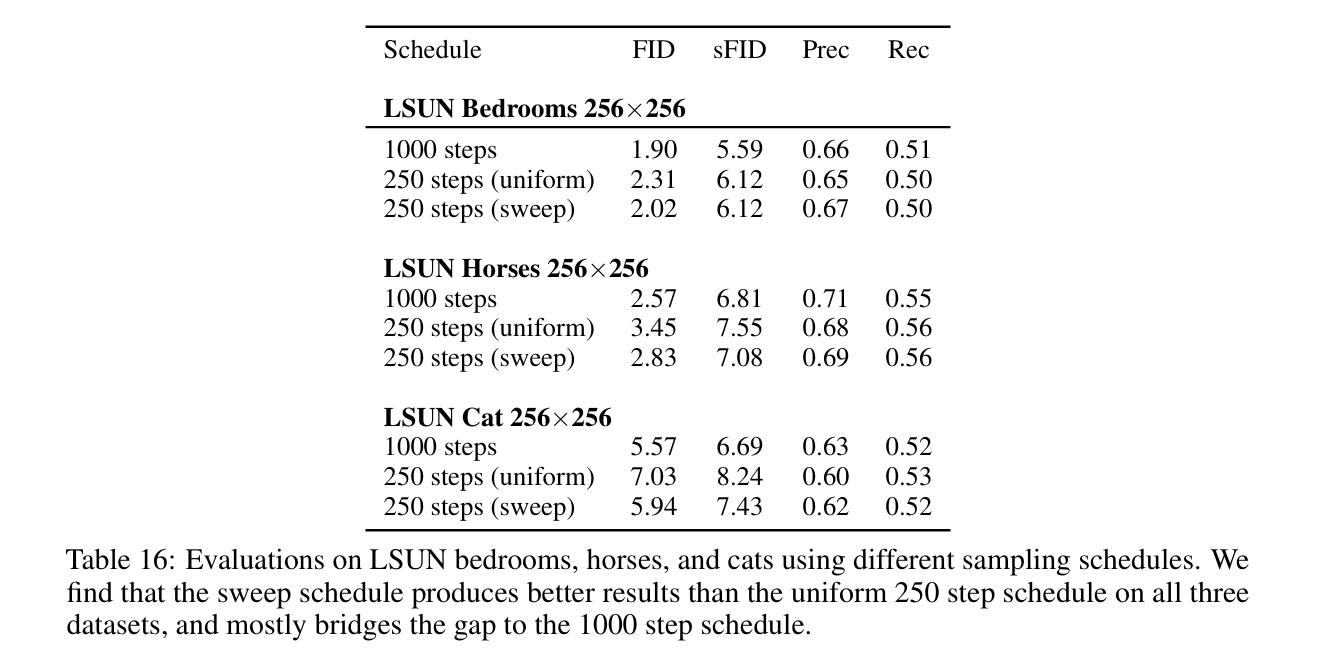 Schedule FID sFID Prec Rec
LSUN Bedrooms 256×256
1000 steps 1.90 5.59 0.66 0.51
250 steps (uniform) 2.31 6.12 0.65 0.50
250 steps (sweep) 2.02 6.12 0.67 0.50
LSUN Horses 256×256
1000 steps 2.57 6.81 0.71 0.55
250 steps (uniform) 3.45 7.55 0.68 0.56
250 steps (sweep) 2.83 7.08 0.69 0.56
LSUN Cat 256×256
1000 steps 5.57 6.69 0.63 0.52
250 steps (uniform) 7.03 8.24 0.60 0.53
250 steps (sweep) 5.94 7.43 0.62 0.52
Table 16: Evaluations on LSUN bedrooms, horses, and cats using different sampling schedules. We
find that the sweep schedule produces better results than the uniform 250 step schedule on all three
datasets, and mostly bridges the gap to the 1000 step schedule.